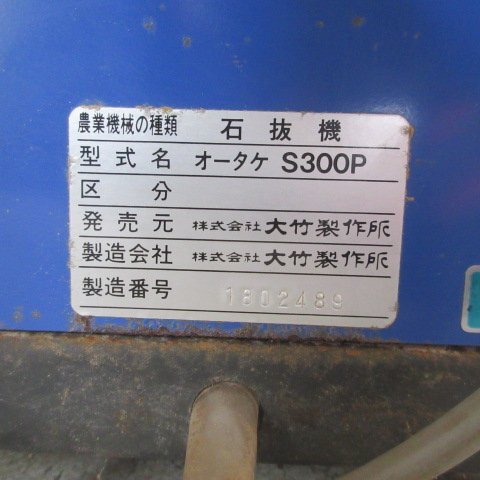 農業機械の種類 石抜機
型式名 オータケ S300P
区分
発売元 株式会社 大竹製作所
製造会社 株式会社 大竹製作所
製造番号 1802489